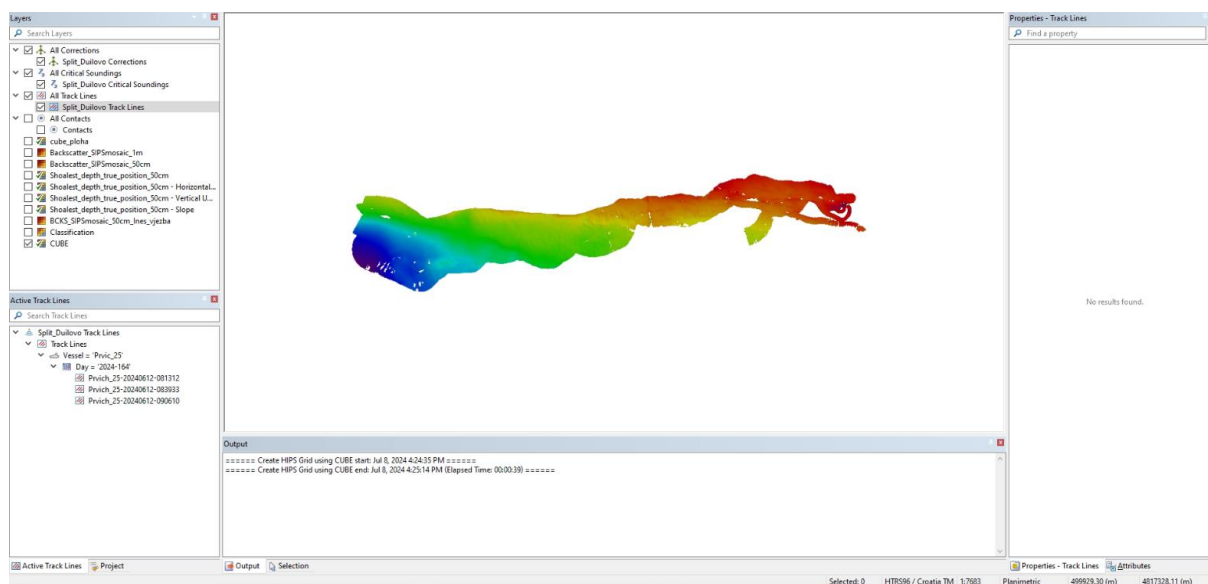 Layers
Search Layers
All Corrections
Split_Duilovo Corrections
All Critical Soundings
Split_Duilovo Critical Soundings
All Track Lines
Split_Duilovo Track Lines
All Contacts
Contacts
cube_ploha
Backscatter_SIPSmosaic_1m
Backscatter_SIPSmosaic_50cm
Shoalest_depth_true_position_50cm
Shoalest_depth_true_position_50cm - Horizontal...
Shoalest_depth_true_position_50cm - Vertical U...
Shoalest_depth_true_position_50cm - Slope
BCKS_SIPSmosaic_50cm_lnes_vjezba
Classification
CUBE
Active Track Lines
Search Track Lines
Split_Duilovo Track Lines
Track Lines
Vessel = 'Prvic_25'
Day = '2024-164'
Prvich_25-20240612-081312
Prvich_25-20240612-083933
Prvich_25-20240612-090610
Active Track Lines Project
Output
====== Create HIPS Grid using CUBE start: Jul 8, 2024 4:24:35 PM ======
====== Create HIPS Grid using CUBE end: Jul 8, 2024 4:25:14 PM (Elapsed Time: 00:00:39) ======
Output Selection
Properties - Track Lines
Find a property
No results found.
Properties - Track Lines Attributes
Selected: 0 HTRS96 / Croatia TM 1:7683 Planimetric 499929.30 (m) 4817328.11 (m)